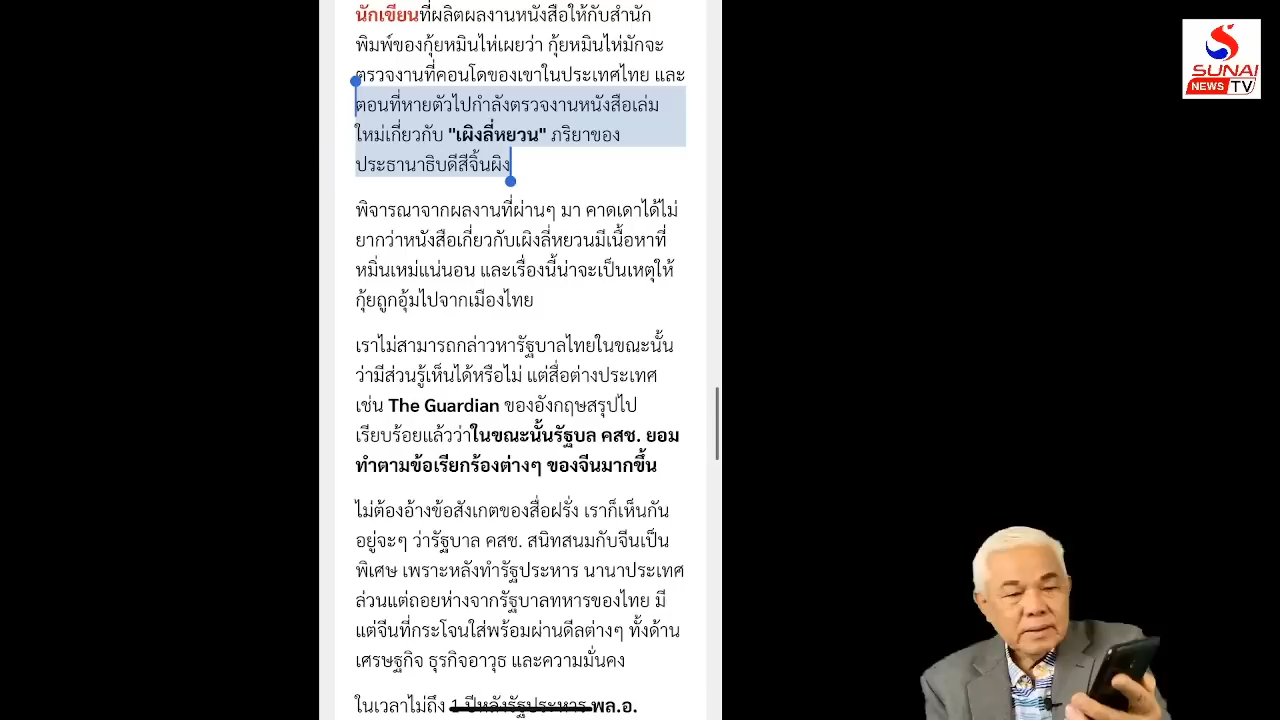 นักเขียนที่ผลิตผลงานหนังสือให้กับสำนัก
พิมพ์ของกุ้ยหมินไห่เผยว่า กุ้ยหมินไห่มักจะ
ตรวจงานที่คอนโดของเขาในประเทศไทย และ
ตอนที่หายตัวไปกำลังตรวจงานหนังสือเล่ม
ใหม่เกี่ยวกับ "เผิงลี่หยวน" ภริยาของ
ประธานาธิบดีสีจิ้นผิง
พิจารณาจากผลงานที่ผ่านๆ มา คาดเดาได้ไม่
ยากว่าหนังสือเกี่ยวกับเผิงลี่หยวนมีเนื้อหาที่
หมิ่นเหม่แน่นอน และเรื่องนี้น่าจะเป็นเหตุให้
กุ้ยถูกอุ้มไปจากเมืองไทย
เราไม่สามารถกล่าวหารัฐบาลไทยในขณะนั้น
ว่ามีส่วนรู้เห็นได้หรือไม่ แต่สื่อต่างประเทศ
เช่น The Guardian ของอังกฤษสรุปไป
เรียบร้อยแล้วว่าในขณะนั้นรัฐบล คสช. ยอม
ทำตามข้อเรียกร้องต่างๆ ของจีนมากขึ้น
ไม่ต้องอ้างข้อสังเกตของสื่อฝรั่ง เราก็เห็นกัน
อยู่จะๆ ว่ารัฐบาล คสช. สนิทสนมกับจีนเป็น
พิเศษ เพราะหลังทำรัฐประหาร นานาประเทศ
ล่วนแต่ถอยห่างจากรัฐบาลทหารของไทย มี
แต่จีนที่กระโจนใส่พร้อมผ่านดีลต่างๆ ทั้งด้าน
เศรษฐกิจ ธุรกิจอาวุธ และความมั่นคง
ในเวลาไม่ถึง 1 ปีหลังรัฐประหาร พล.อ.
SUNAI
NEWS TV